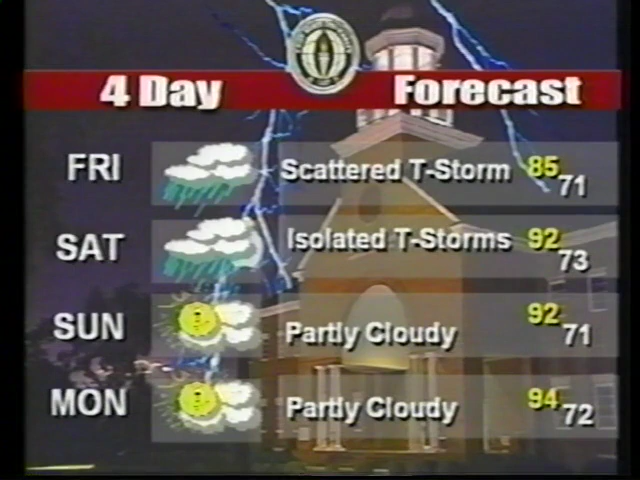 4 Day Forecast
FRI Scattered T-Storm 85 71
SAT Isolated T-Storms 92 73
SUN Partly Cloudy 92 71
MON Partly Cloudy 94 72